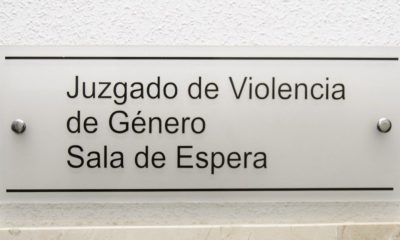 Juzgado de Violencia
de Género
Sala de Espera